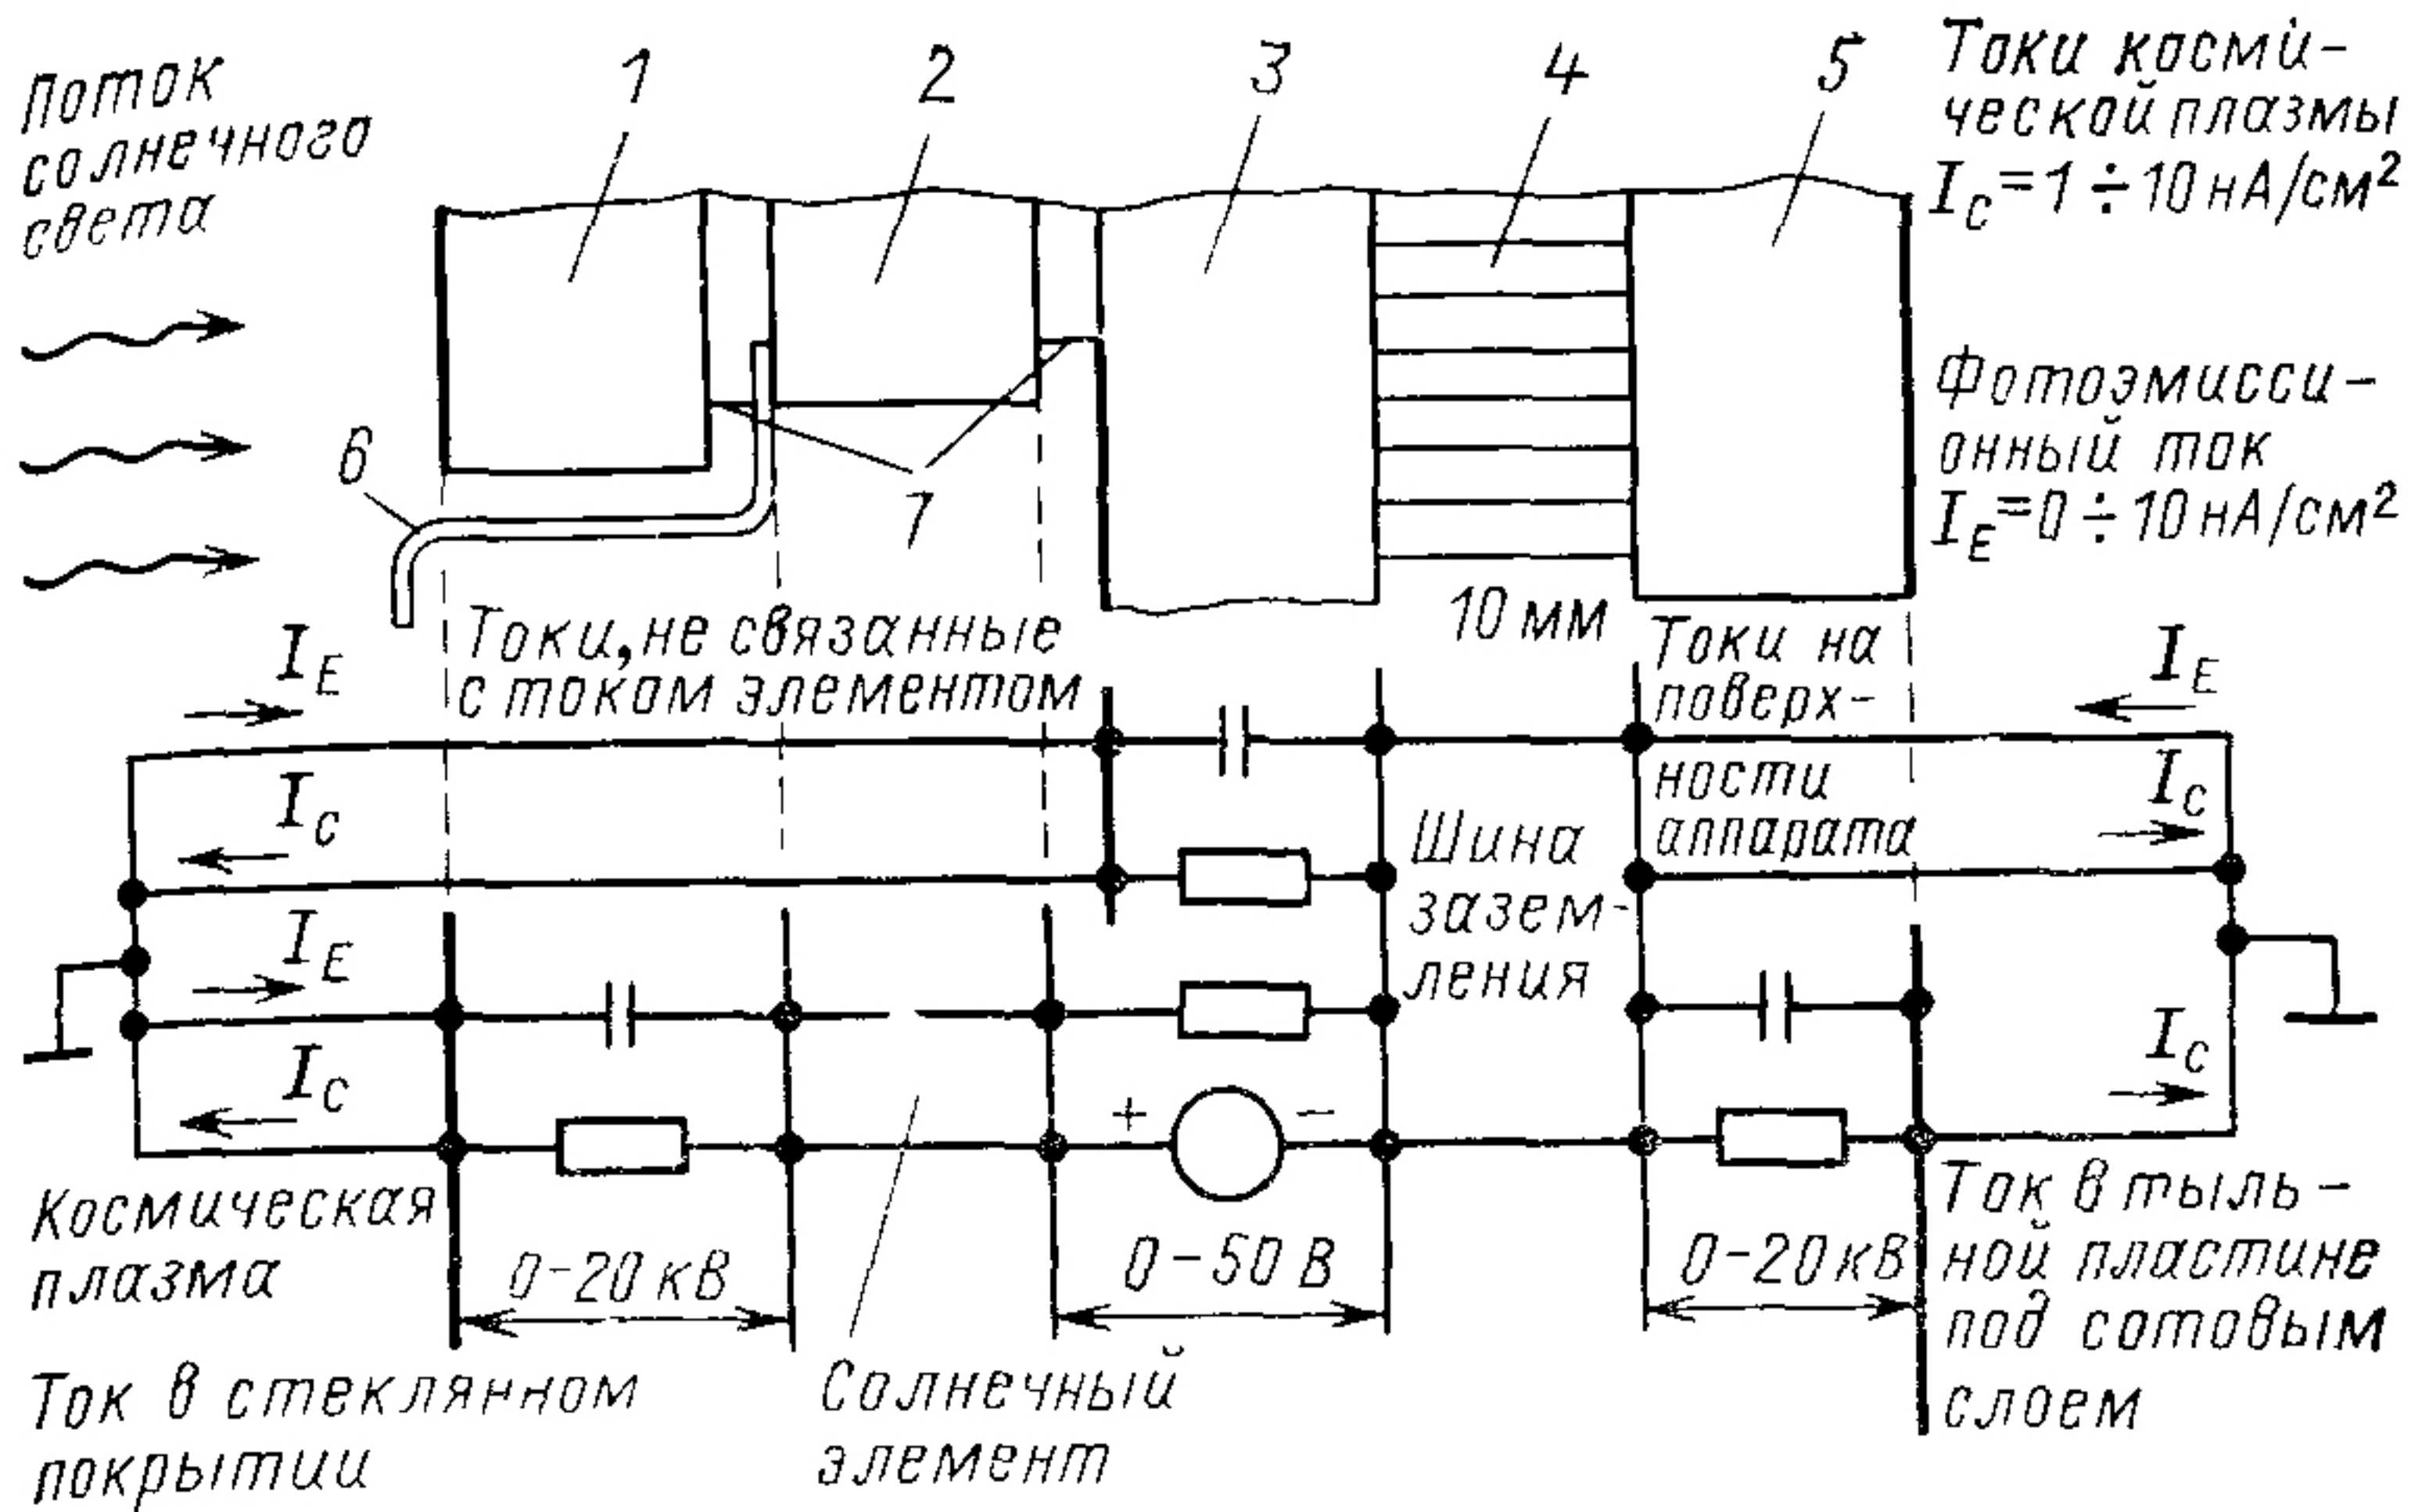 поток
солнечного
света
1
2
3
4
5
Токи косми-
ческой плазмы
I_C=1÷10 нА/см²
Фотоэмисси-
онный ток
I_E=0÷10 нА/см²
6
7
10 мм
I_E
Токи, не связанные
с током элементом
Токи на
поверх-
ности
аппарата
I_E
I_C
I_C
Шина
зазем-
ления
I_E
I_C
I_C
+
−
Космическая
плазма
0-20 кВ
0-50 В
0-20 кВ
Ток в тыль-
ной пластине
под сотовым
слоем
Ток в стеклянном
покрытии
Солнечный
элемент